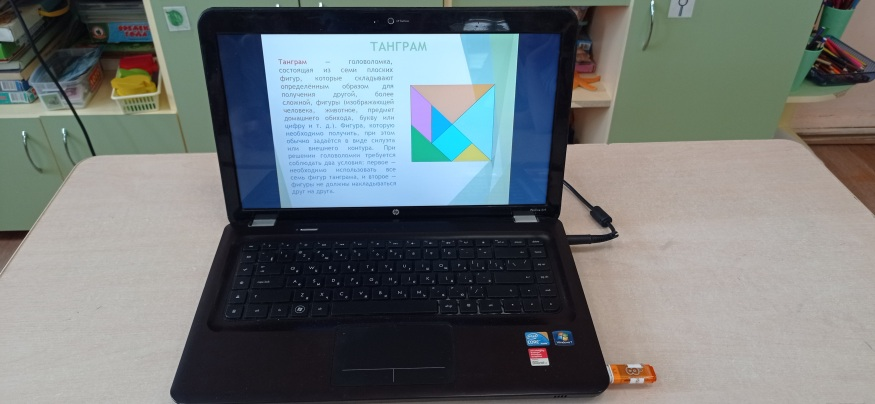 ТАНГРАМ
Танграм — головоломка,
состоящая из семи плоских
фигур, которые складывают
определённым образом для
получения другой, более
сложной, фигуры (изображающей
человека, животное, предмет
домашнего обихода, букву или
цифру и т. д.). Фигура, которую
необходимо получить, при этом
обычно задаётся в виде силуэта
или внешнего контура. При
решении головоломки требуется
соблюдать два условия: первое —
необходимо использовать все
семь фигур танграма, и второе —
фигуры не должны накладываться
друг на друга.
hp